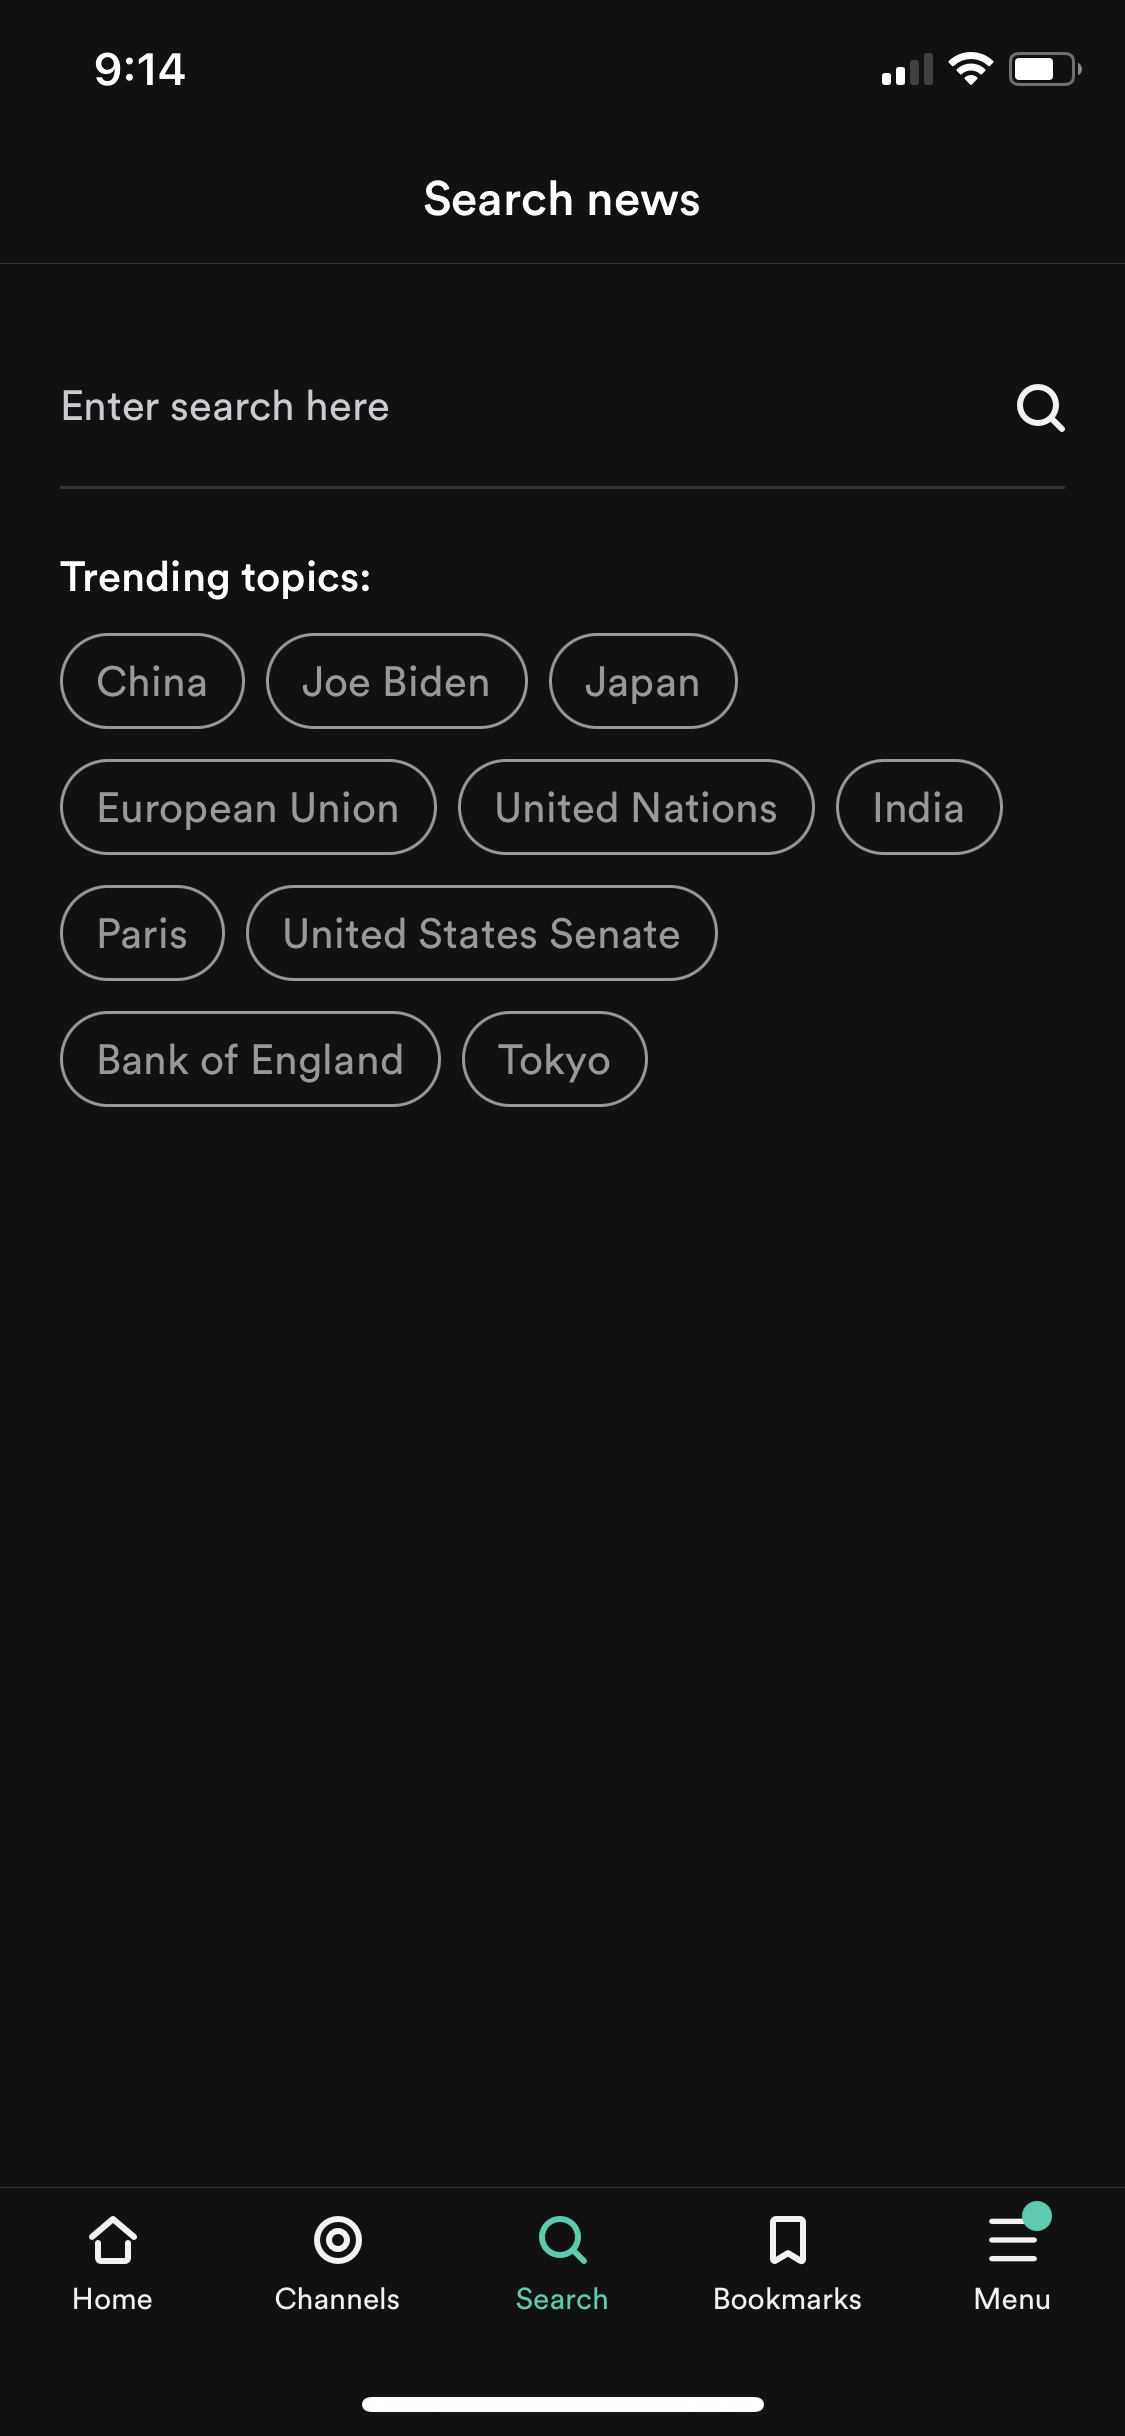 9:14
Search news
Enter search here
Trending topics:
China Joe Biden Japan
European Union United Nations India
Paris United States Senate
Bank of England Tokyo
Home Channels Search Bookmarks Menu